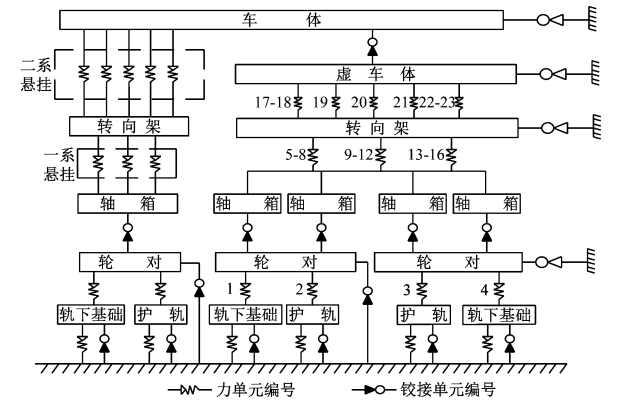 车 体
二系
悬挂
虚 车 体
17-18 19 20 21 22-23
转 向 架
转 向 架
一系
悬挂
5-8 9-12 13-16
轴 箱
轴 箱
轴 箱
轴 箱
轴 箱
轮 对
轮 对
轮 对
1 2 3 4
轨下基础
护 轨
轨下基础
护 轨
护 轨
轨下基础
力单元编号
铰接单元编号